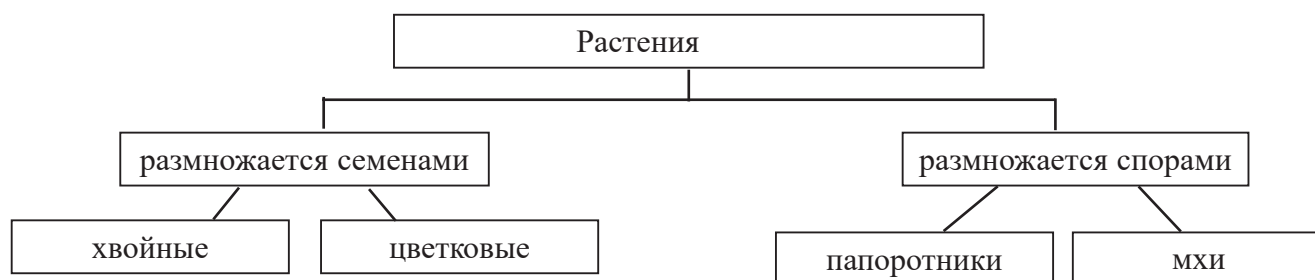 Растения
размножается семенами
размножается спорами
хвойные
цветковые
папоротники
мхи